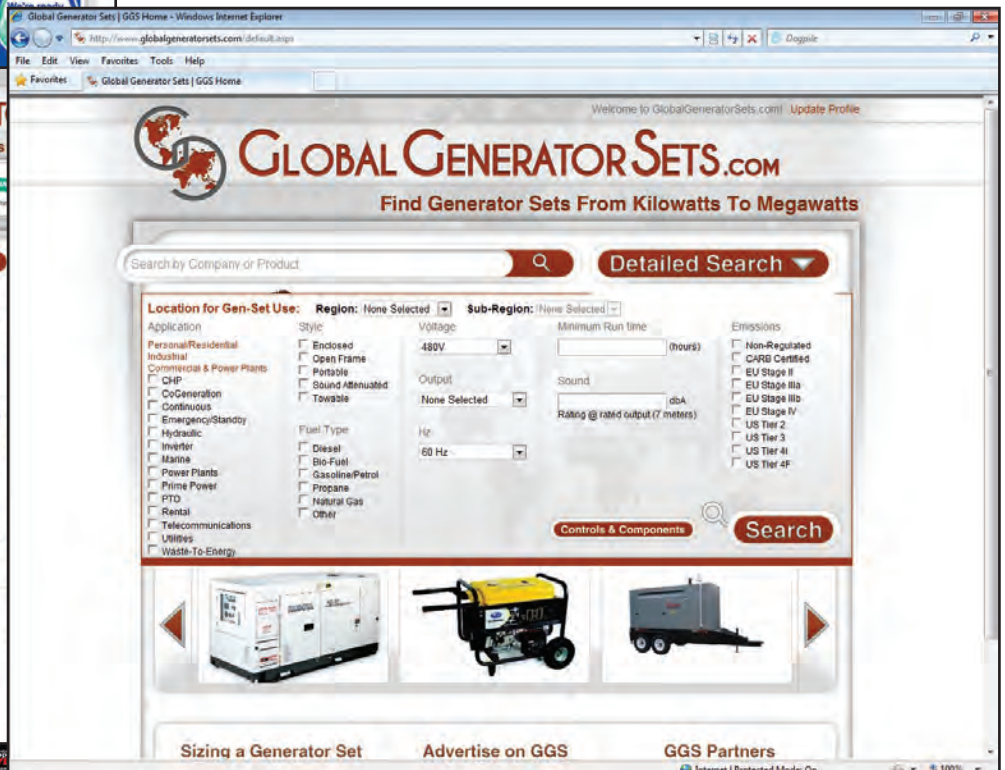 We're ready
Global Generator Sets | GGS Home - Windows Internet Explorer
http://www.globalgeneratorsets.com/default.aspx
Dogpile
File Edit View Favorites Tools Help
Favorites Global Generator Sets | GGS Home
Welcome to GlobalGeneratorSets.com! Update Profile
GLOBAL GENERATOR SETS.COM
Find Generator Sets From Kilowatts To Megawatts
Search by Company or Product
Detailed Search
Location for Gen-Set Use: Region: None Selected Sub-Region: None Selected
Application
Personal/Residential
Industrial
Commercial & Power Plants
CHP
CoGeneration
Continuous
Emergency/Standby
Hydraulic
Inverter
Marine
Power Plants
Prime Power
PTO
Rental
Telecommunications
Utilities
Waste-To-Energy
Style
Enclosed
Open Frame
Portable
Sound Attenuated
Towable
Fuel Type
Diesel
Bio-Fuel
Gasoline/Petrol
Propane
Natural Gas
Other
Voltage
480V
Output
None Selected
Hz
60 Hz
Minimum Run time
(hours)
Sound
dbA
Rating @ rated output (7 meters)
Emissions
Non-Regulated
CARB Certified
EU Stage II
EU Stage IIIa
EU Stage IIIb
EU Stage IV
US Tier 2
US Tier 3
US Tier 4i
US Tier 4F
Controls & Components
Search
Sizing a Generator Set
Advertise on GGS
GGS Partners
Internet | Protected Mode: On
100%